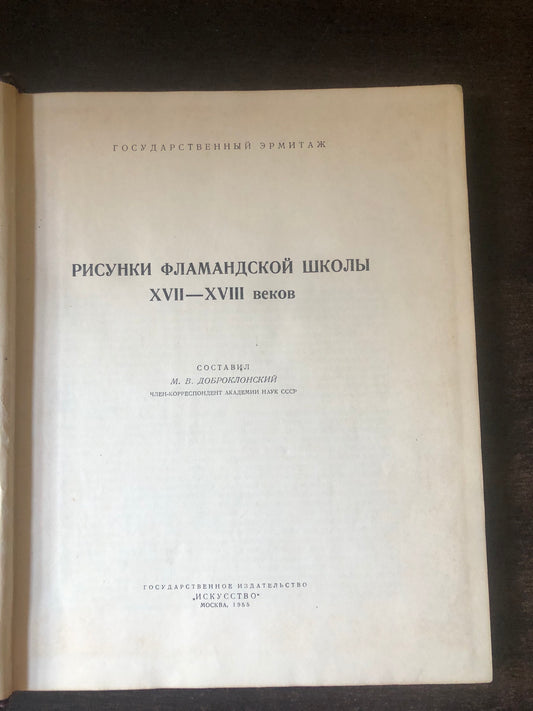 ГОСУДАРСТВЕННЫЙ ЭРМИТАЖ
РИСУНКИ ФЛАМАНДСКОЙ ШКОЛЫ
XVII—XVIII веков
СОСТАВИЛ
М. В. ДОБРОКЛОНСКИЙ
ЧЛЕН-КОРРЕСПОНДЕНТ АКАДЕМИИ НАУК СССР
ГОСУДАРСТВЕННОЕ ИЗДАТЕЛЬСТВО
„ИСКУССТВО“
МОСКВА, 1955